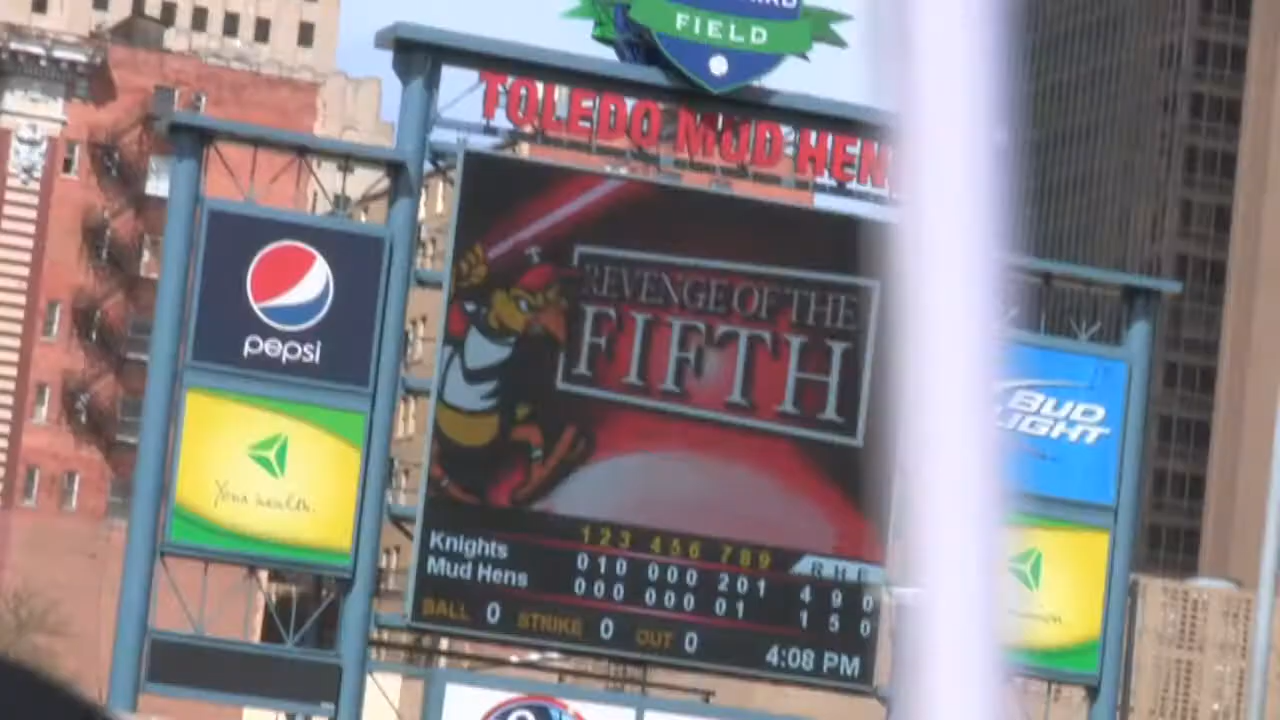 FIELD
TOLEDO MUD HEN
pepsi
Your health.
REVENGE OF THE
FIFTH
BUD
LIGHT
1 2 3 4 5 6 7 8 9 R H E
Knights 0 1 0 0 0 0 2 0 1 4 9 0
Mud Hens 0 0 0 0 0 0 0 1 1 5 0
BALL 0 STRIKE 0 OUT 0
4:08 PM